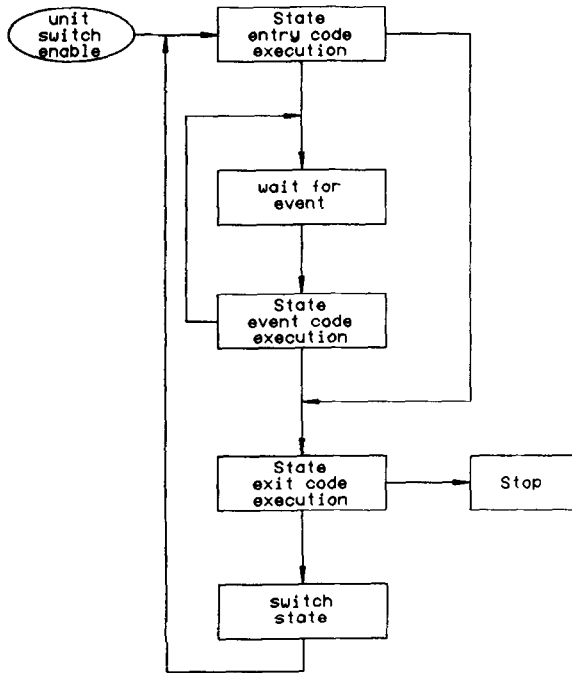 unit
switch
enable
State
entry code
execution
wait for
event
State
event code
execution
State
exit code
execution
Stop
switch
state